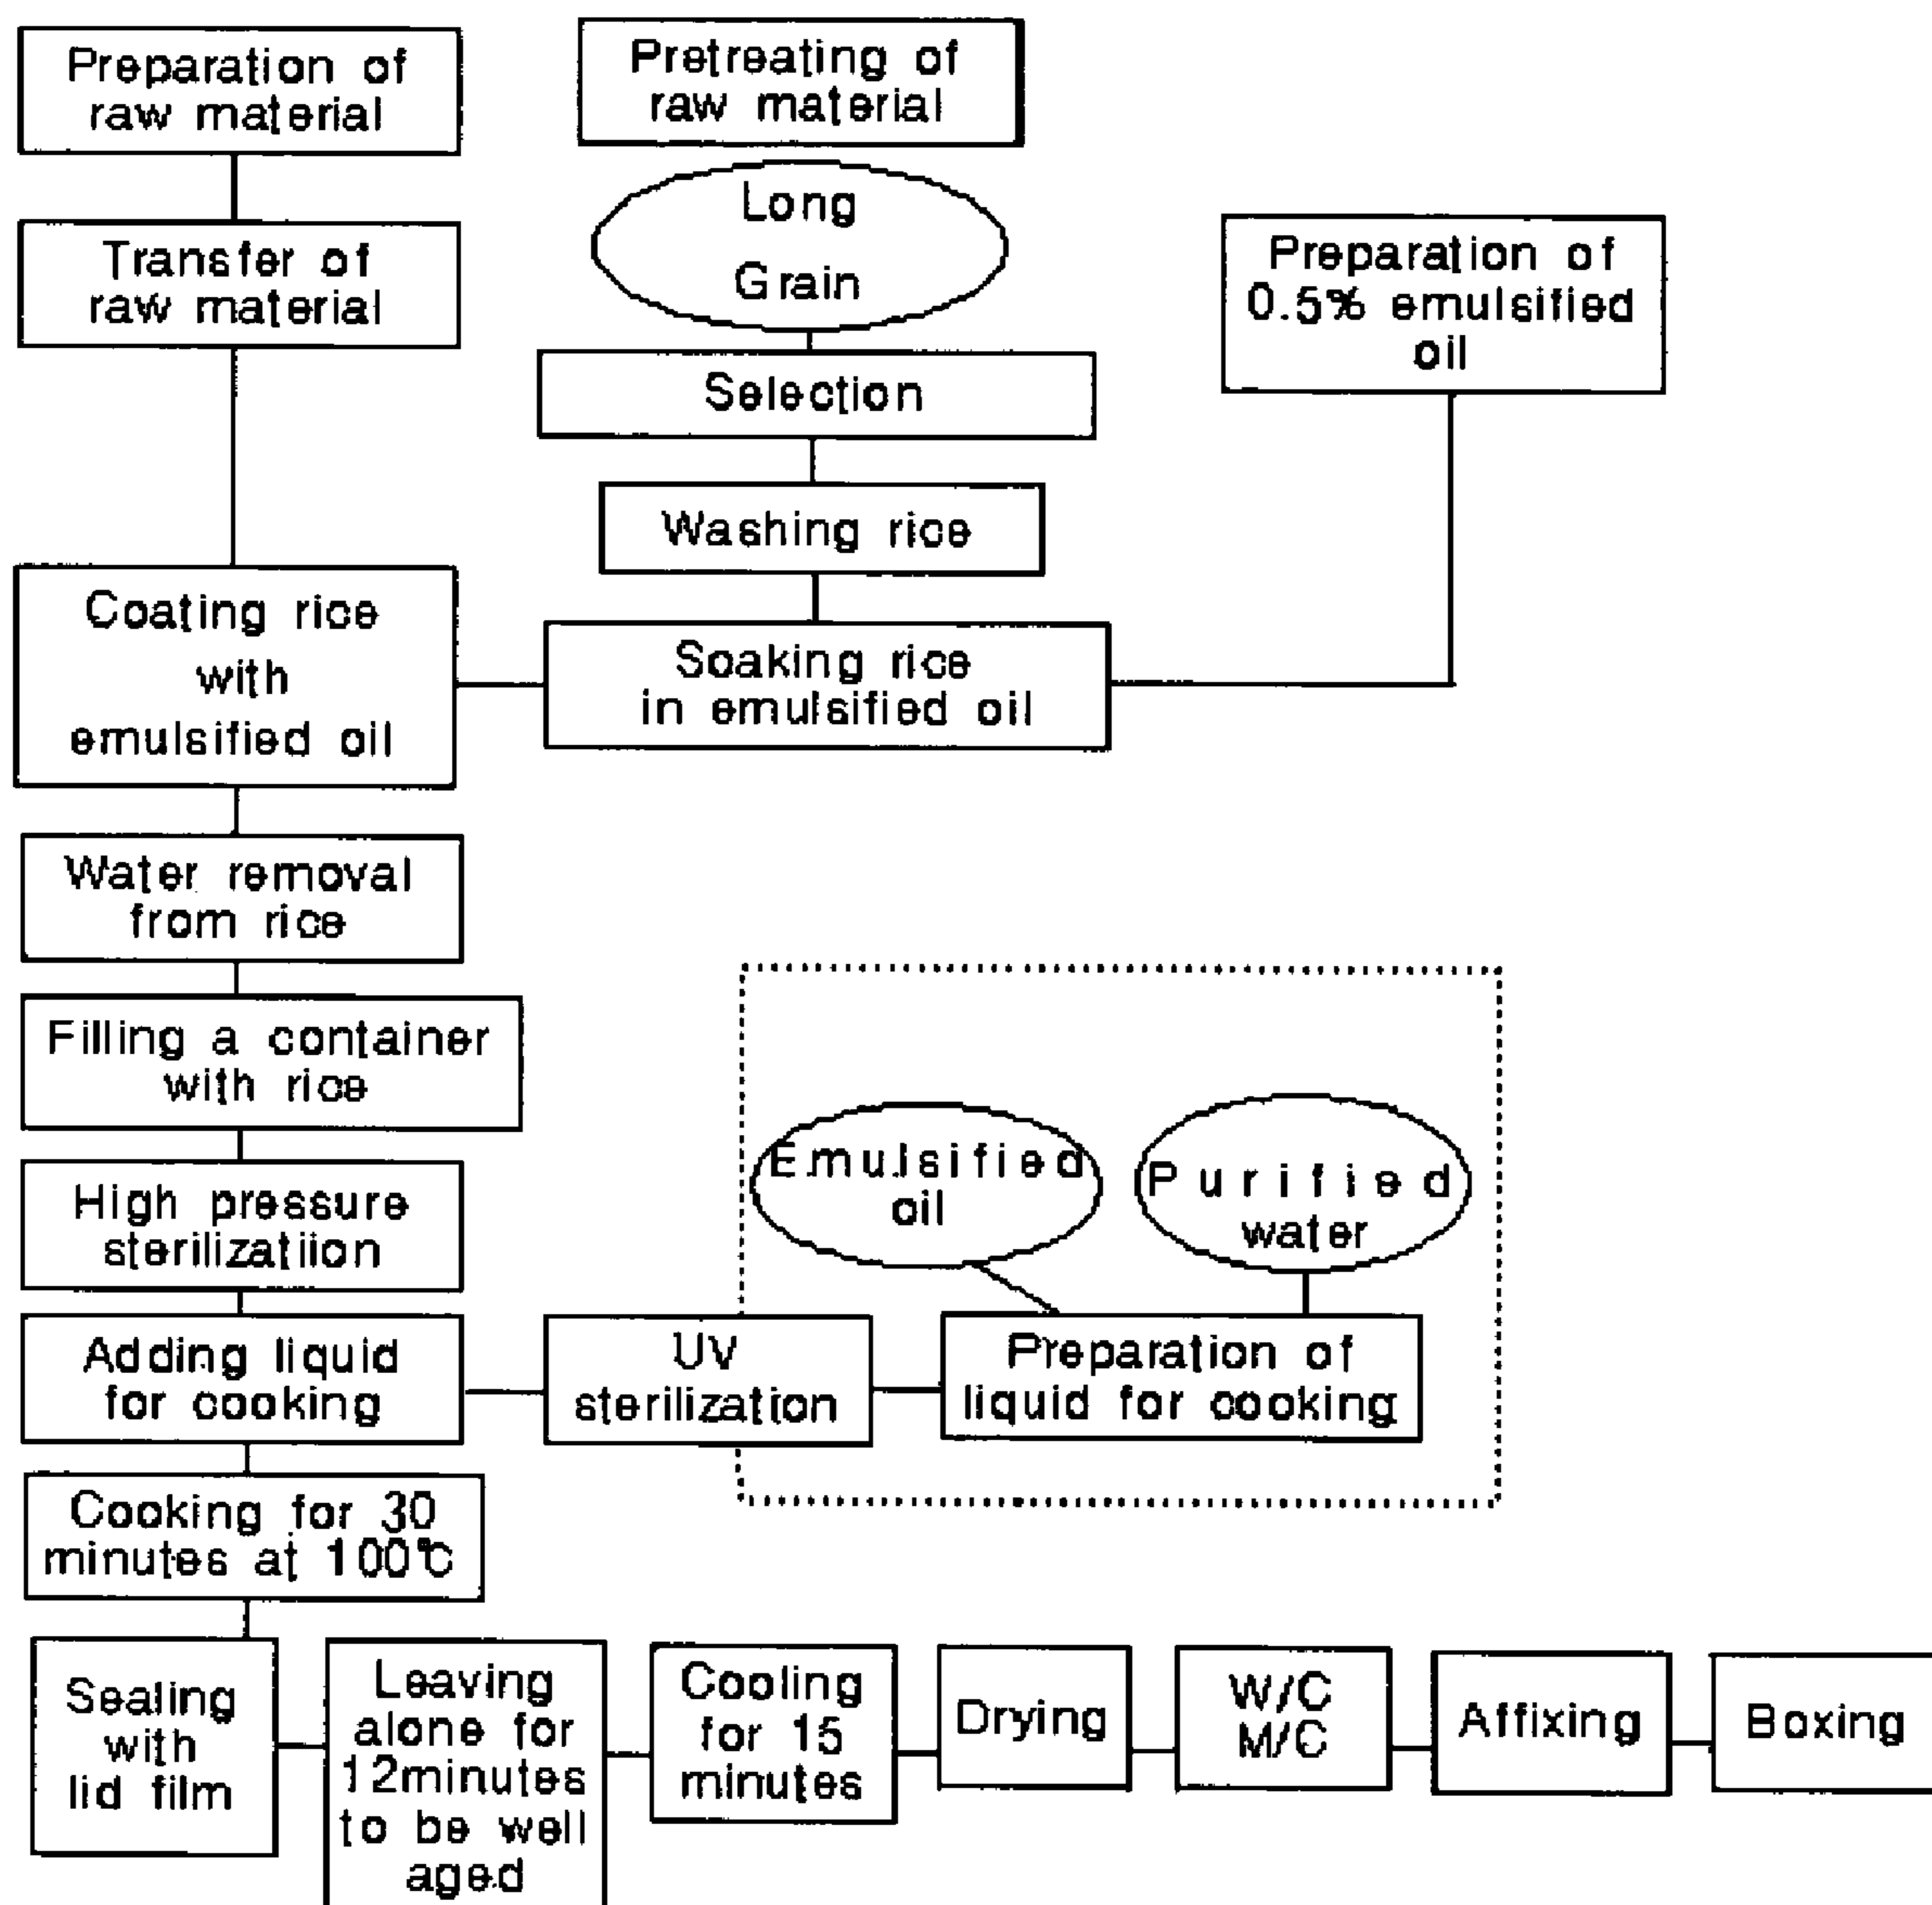 Preparation of
raw material
Pretreating of
raw material
Transfer of
raw material
Long
Grain
Preparation of
0.5% emulsified
oil
Selection
Washing rice
Coating rice
with
emulsified oil
Soaking rice
in emulsified oil
Water removal
from rice
Filling a container
with rice
High pressure
sterilizatiion
Emulsified
oil
Purified
water
Adding liquid
for cooking
UV
sterilization
Preparation of
liquid for cooking
Cooking for 30
minutes at 100℃
Sealing
with
lid film
Leaving
alone for
12minutes
to be well
aged
Cooling
for 15
minutes
Drying
W/C
M/C
Affixing
Boxing